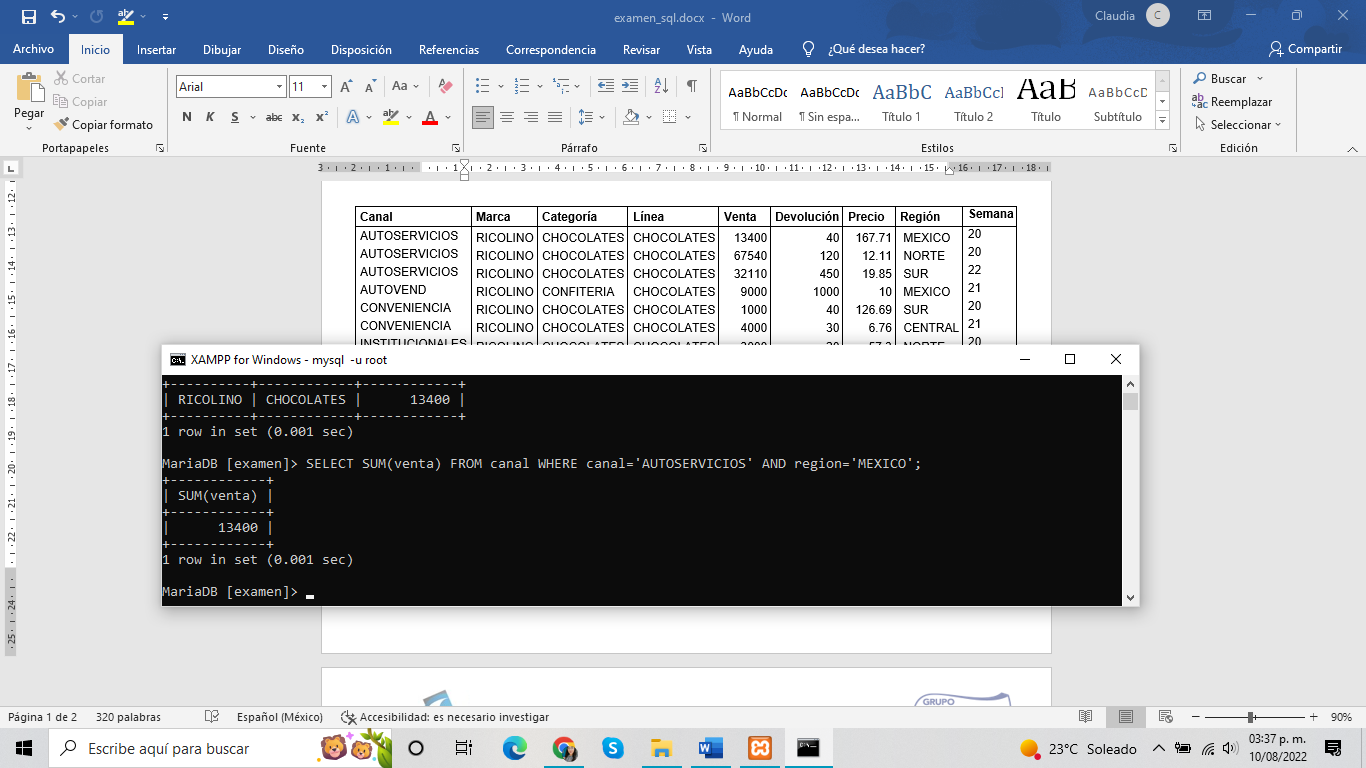 examen_sql.docx - Word
Claudia
C
Archivo Inicio Insertar Dibujar Diseño Disposición Referencias Correspondencia Revisar Vista Ayuda ¿Qué desea hacer? Compartir
Pegar
Cortar
Copiar
Copiar formato
Portapapeles
Arial 11
N K S abc x₂ x²
Fuente
Párrafo
AaBbCcDc AaBbCcDc AaBbC AaBbCcI AaB AaBbCcD
¶ Normal ¶ Sin espa... Título 1 Título 2 Título Subtítulo
Estilos
Buscar
Reemplazar
Seleccionar
Edición
Canal Marca Categoría Línea Venta Devolución Precio Región Semana
AUTOSERVICIOS RICOLINO CHOCOLATES CHOCOLATES 13400 40 167.71 MEXICO 20
AUTOSERVICIOS RICOLINO CHOCOLATES CHOCOLATES 67540 120 12.11 NORTE 20
AUTOSERVICIOS RICOLINO CHOCOLATES CHOCOLATES 32110 450 19.85 SUR 22
AUTOVEND RICOLINO CONFITERIA CHOCOLATES 9000 1000 10 MEXICO 21
CONVENIENCIA RICOLINO CHOCOLATES CHOCOLATES 1000 40 126.69 SUR 20
CONVENIENCIA RICOLINO CHOCOLATES CHOCOLATES 4000 30 6.76 CENTRAL 21
XAMPP for Windows - mysql -u root
+----------+------------+------------+
| RICOLINO | CHOCOLATES | 13400 |
+----------+------------+------------+
1 row in set (0.001 sec)
MariaDB [examen]> SELECT SUM(venta) FROM canal WHERE canal='AUTOSERVICIOS' AND region='MEXICO';
+------------+
| SUM(venta) |
+------------+
| 13400 |
+------------+
1 row in set (0.001 sec)
MariaDB [examen]>
GRUPO
Página 1 de 2 320 palabras Español (México) Accesibilidad: es necesario investigar 90%
Escribe aquí para buscar
23°C Soleado
03:37 p. m.
10/08/2022